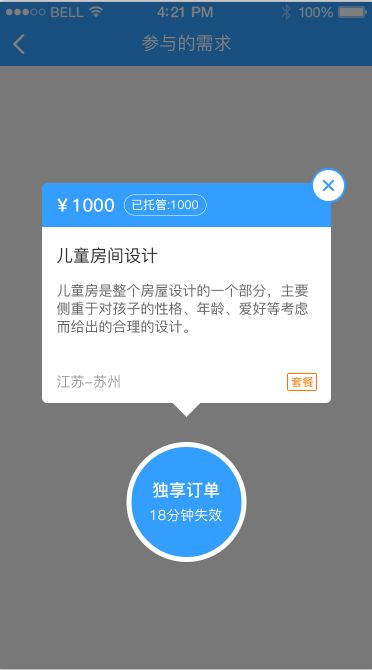 BELL 4:21 PM 100%
参与的需求
¥1000 已托管:1000
儿童房间设计
儿童房是整个房屋设计的一个部分，主要
侧重于对孩子的性格、年龄、爱好等考虑
而给出的合理的设计。
江苏-苏州 套餐
独享订单
18分钟失效